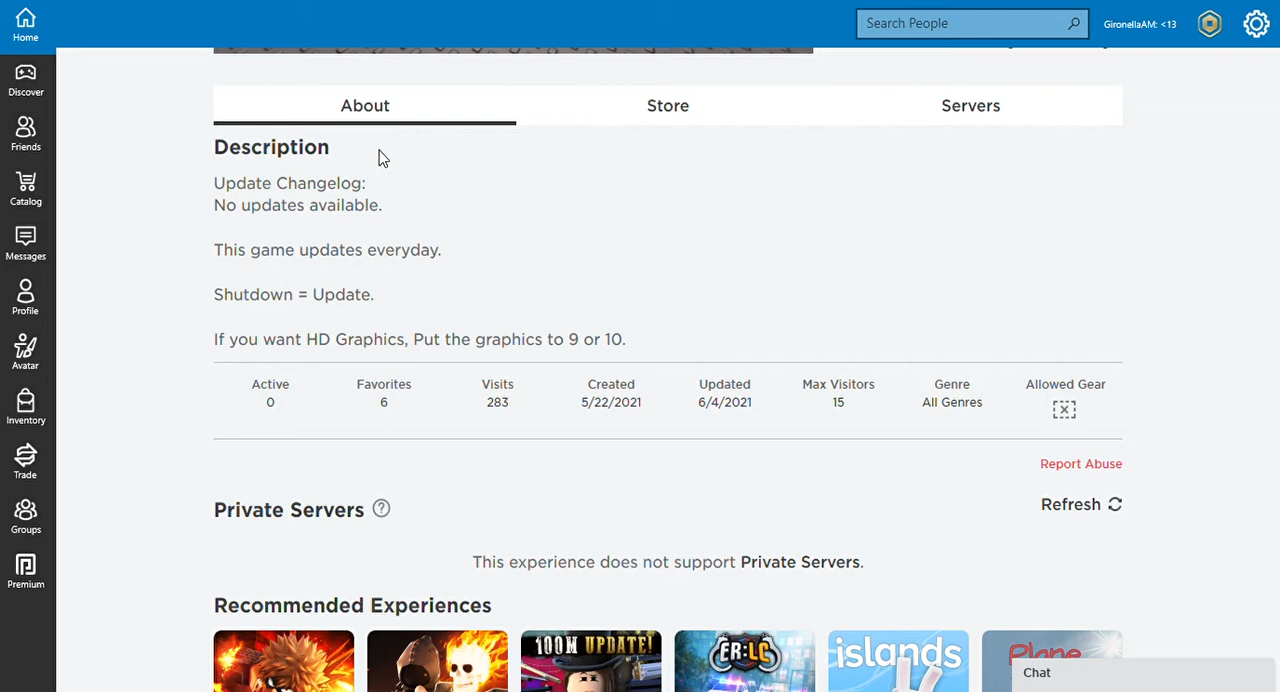 Home
Search People
GironellaAM: <13
Discover
Friends
Catalog
Messages
Profile
Avatar
Inventory
Trade
Groups
Premium
About
Store
Servers
Description
Update Changelog:
No updates available.
This game updates everyday.
Shutdown = Update.
If you want HD Graphics, Put the graphics to 9 or 10.
Active Favorites Visits Created Updated Max Visitors Genre Allowed Gear
0 6 283 5/22/2021 6/4/2021 15 All Genres
Report Abuse
Private Servers ?
Refresh
This experience does not support Private Servers.
Recommended Experiences
100M UPDATE!
ER:LC
islands
Plane
Chat